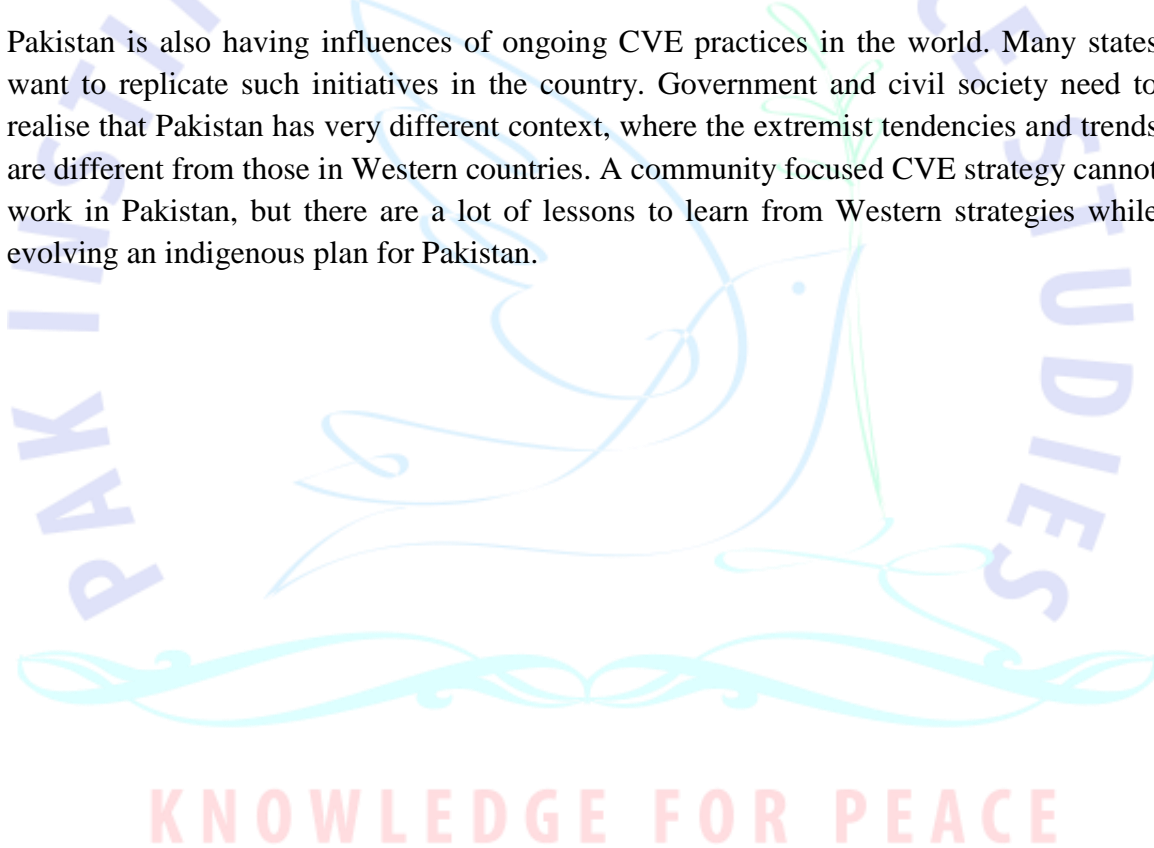 Pakistan is also having influences of ongoing CVE practices in the world. Many states
want to replicate such initiatives in the country. Government and civil society need to
realise that Pakistan has very different context, where the extremist tendencies and trends
are different from those in Western countries. A community focused CVE strategy cannot
work in Pakistan, but there are a lot of lessons to learn from Western strategies while
evolving an indigenous plan for Pakistan.
PAK INSTI
CE STUDIES
KNOWLEDGE FOR PEACE